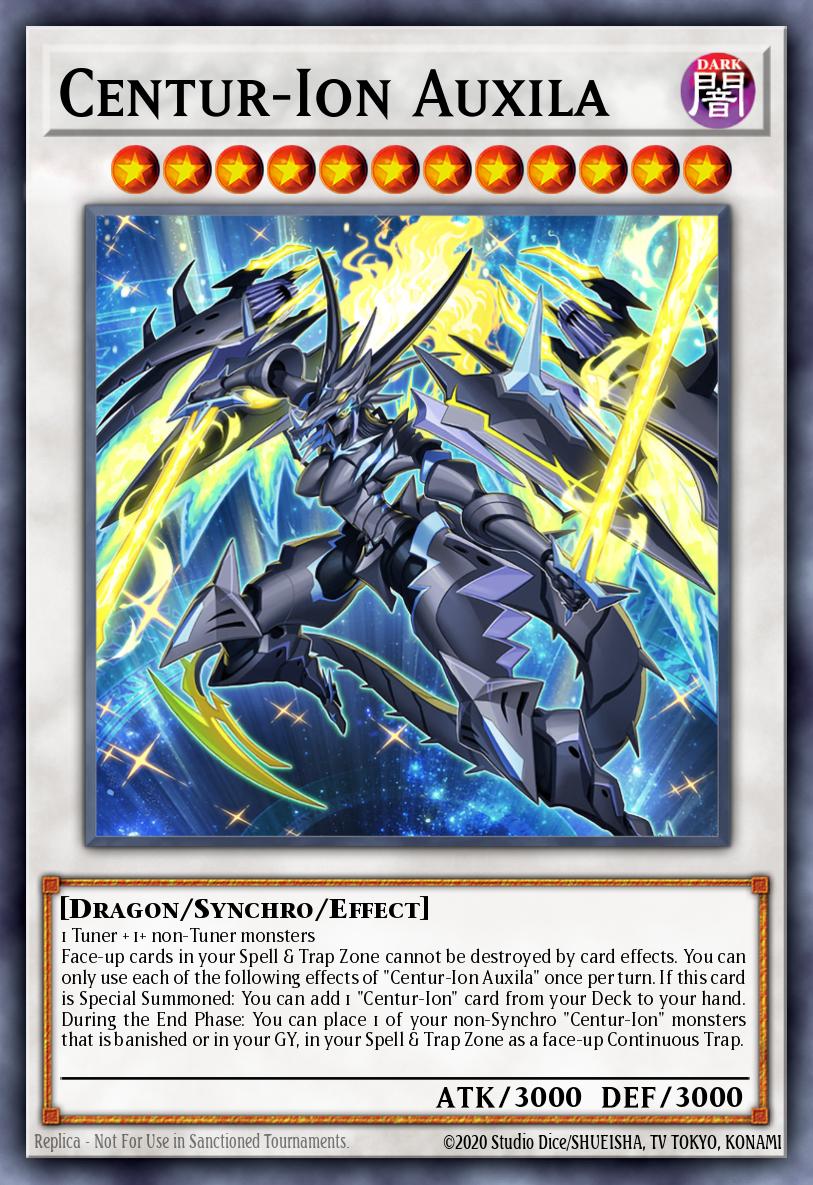 Centur-Ion Auxila
DARK
闇
[Dragon/Synchro/Effect]
1 Tuner + 1+ non-Tuner monsters
Face-up cards in your Spell & Trap Zone cannot be destroyed by card effects. You can
only use each of the following effects of "Centur-Ion Auxila" once per turn. If this card
is Special Summoned: You can add 1 "Centur-Ion" card from your Deck to your hand.
During the End Phase: You can place 1 of your non-Synchro "Centur-Ion" monsters
that is banished or in your GY, in your Spell & Trap Zone as a face-up Continuous Trap.
ATK/3000 DEF/3000
Replica - Not For Use in Sanctioned Tournaments.
©2020 Studio Dice/SHUEISHA, TV TOKYO, KONAMI